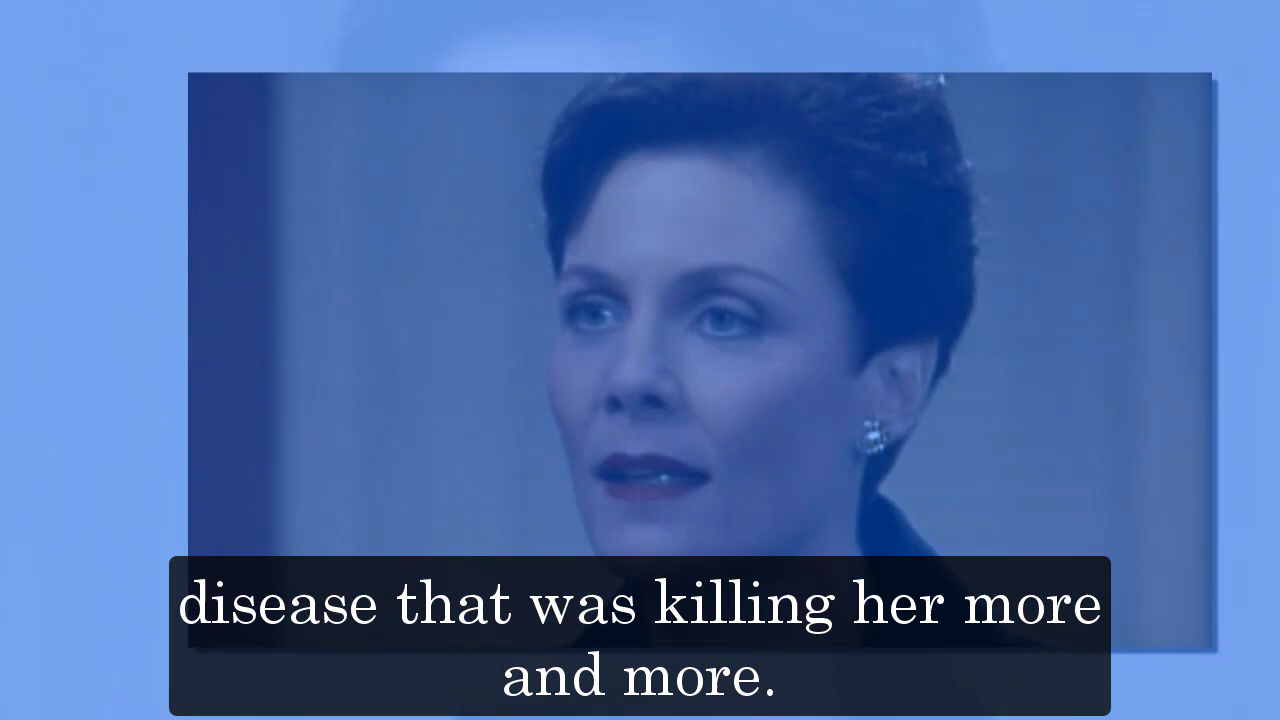 disease that was killing her more
and more.